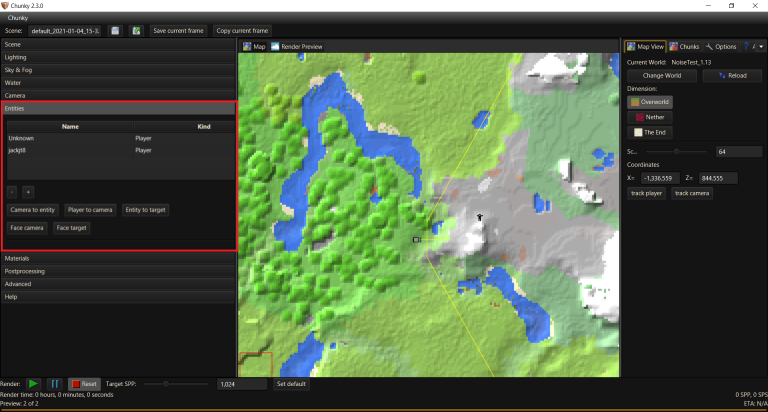 Chunky 2.3.0
Chunky
Scene: default_2021-01-04_15-3 Save current frame Copy current frame
Scene
Lighting
Sky & Fog
Water
Camera
Entities
Name Kind
Unknown Player
jackjt8 Player
- +
Camera to entity Player to camera Entity to target
Face camera Face target
Materials
Postprocessing
Advanced
Help
Map Render Preview
Map View Chunks Options ?
Current World: NoiseTest_1.13
Change World Reload
Dimension:
Overworld
Nether
The End
Sc... 64
Coordinates
X= -1,336.559 Z= 844.555
track player track camera
Render: Reset Target SPP: 1,024 Set default
Render time: 0 hours, 0 minutes, 0 seconds 0 SPP, 0 SPS
Preview: 2 of 2 ETA: N/A